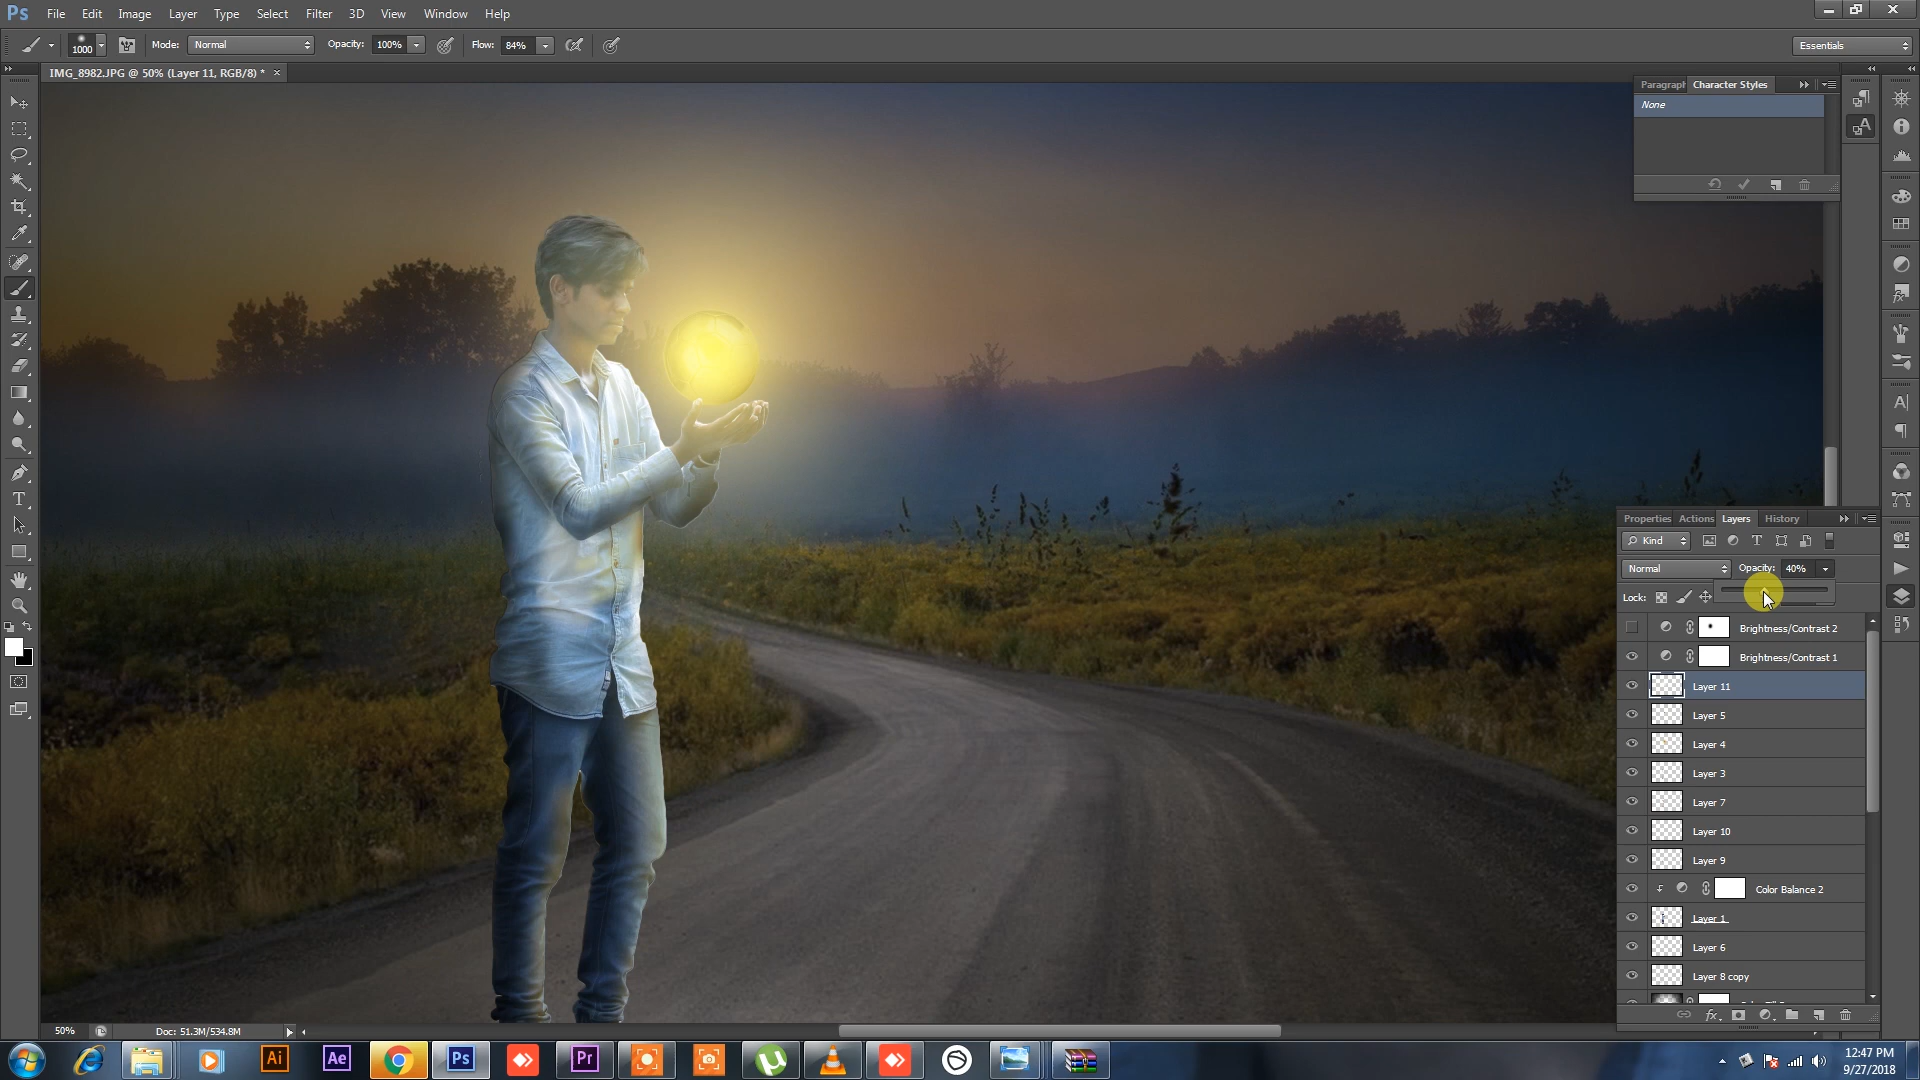 Ps File Edit Image Layer Type Select Filter 3D View Window Help
1000 Mode: Normal Opacity: 100% Flow: 84% Essentials
IMG_8982.JPG @ 50% (Layer 11, RGB/8) *
Paragraph Character Styles
None
Properties Actions Layers History
Kind
Normal Opacity: 40%
Lock:
Brightness/Contrast 2
Brightness/Contrast 1
Layer 11
Layer 5
Layer 4
Layer 3
Layer 7
Layer 10
Layer 9
Color Balance 2
Layer 1
Layer 6
Layer 8 copy
50% Doc: 51.3M/534.8M
Ai Ae Ps Pr
12:47 PM
9/27/2018